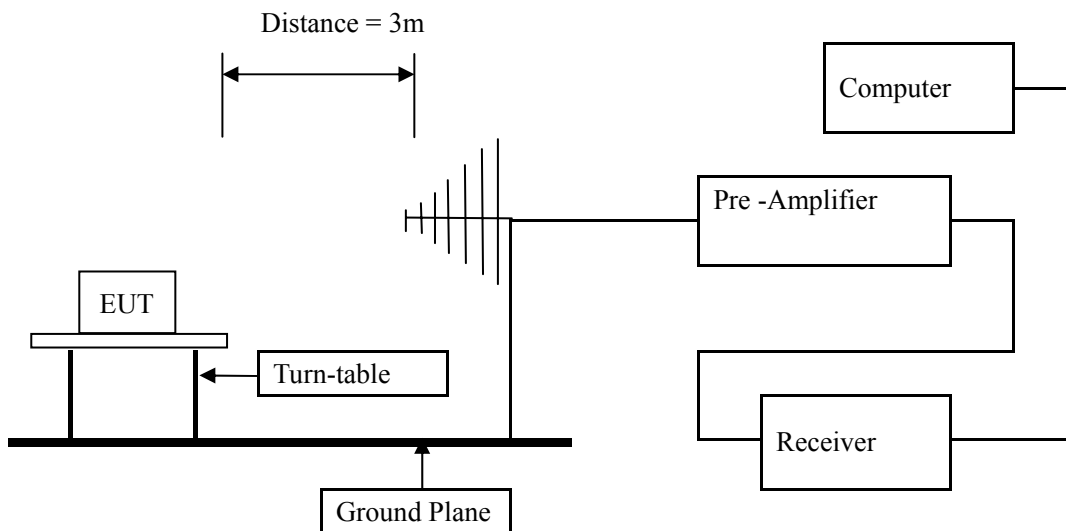 Distance = 3m
Computer
Pre -Amplifier
EUT
Turn-table
Receiver
Ground Plane